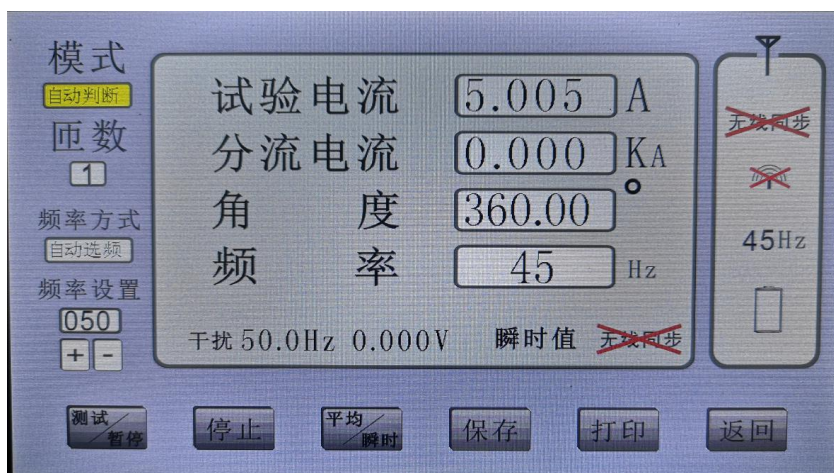 模式
自动判断
匝数
1
频率方式
自动选频
频率设置
050
+ -
试验电流 5.005 A
分流电流 0.000 KA
角度 360.00 °
频率 45 Hz
干扰 50.0Hz 0.000V 瞬时值 无线同步
无线同步
45Hz
测试/暂停 停止 平均/瞬时 保存 打印 返回